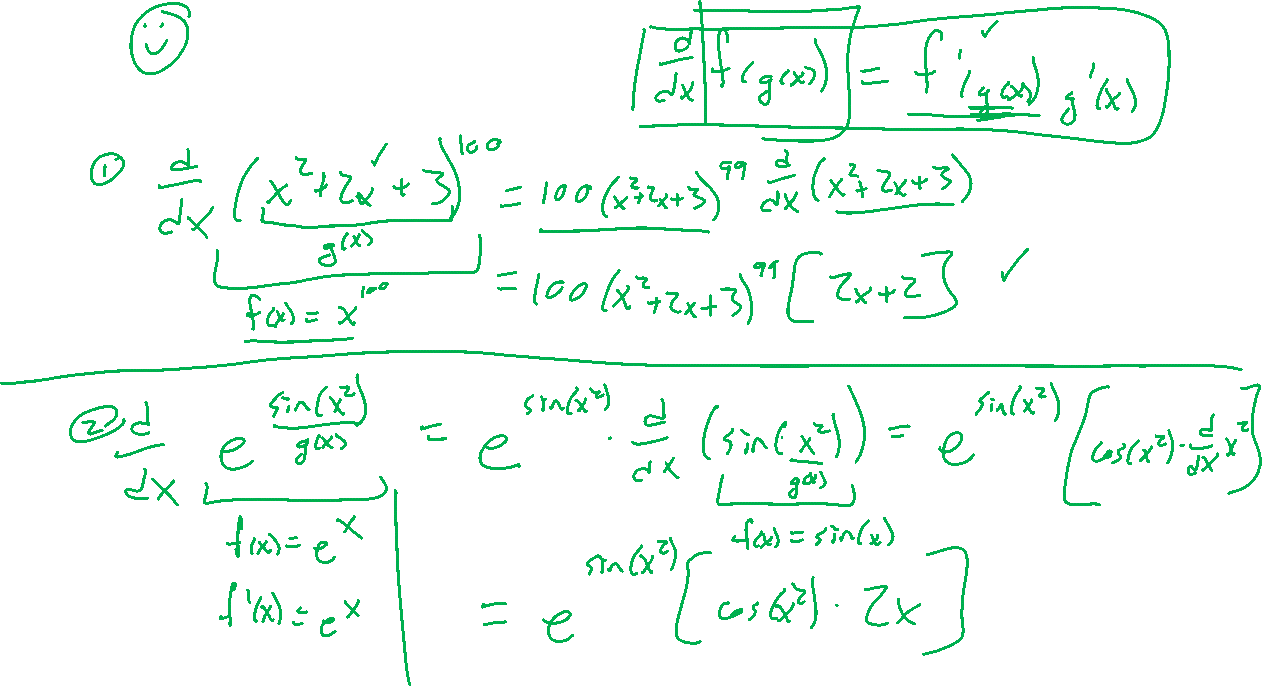 d/dx f(g(x)) = f'(g(x)) g'(x)
① d/dx (x²+2x+3)¹⁰⁰ = 100(x²+2x+3)⁹⁹ d/dx (x²+2x+3)
g(x)
= 100(x²+2x+3)⁹⁹ [2x+2] ✓
f(x) = x¹⁰⁰
② d/dx e^sin(x²) = e^sin(x²) · d/dx (sin(x²)) = e^sin(x²) [cos(x²) · d/dx x²]
g(x) g(x)
f(x) = e^x f(x) = sin(x)
f'(x) = e^x = e^sin(x²) [cos(x²) · 2x]